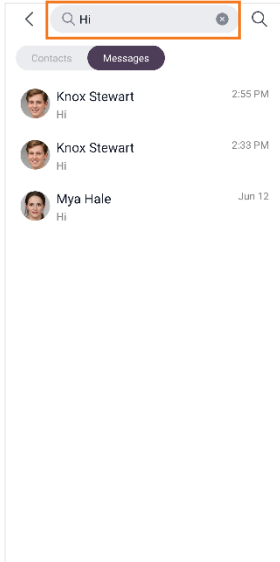 Hi
Contacts Messages
Knox Stewart 2:55 PM
Hi
Knox Stewart 2:33 PM
Hi
Mya Hale Jun 12
Hi